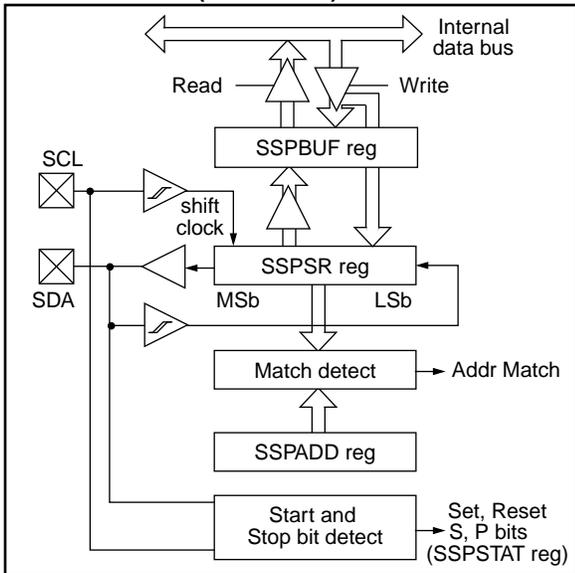 Internal
data bus
Read
Write
SSPBUF reg
SCL
shift
clock
SSPSR reg
SDA
MSb
LSb
Match detect
Addr Match
SSPADD reg
Start and
Stop bit detect
Set, Reset
S, P bits
(SSPSTAT reg)